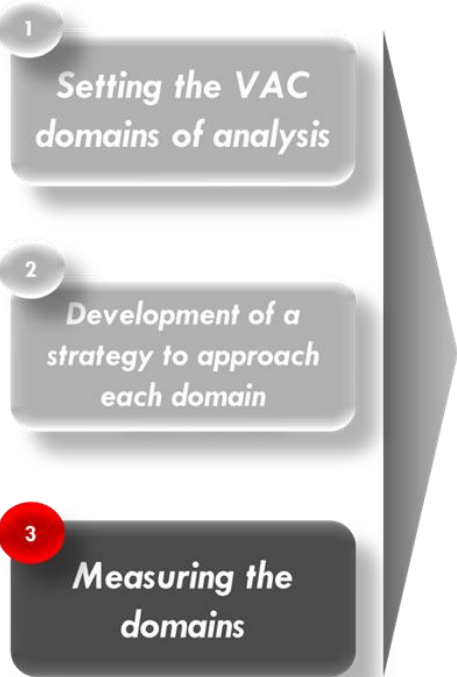 1
Setting the VAC
domains of analysis
2
Development of a
strategy to approach
each domain
3
Measuring the
domains